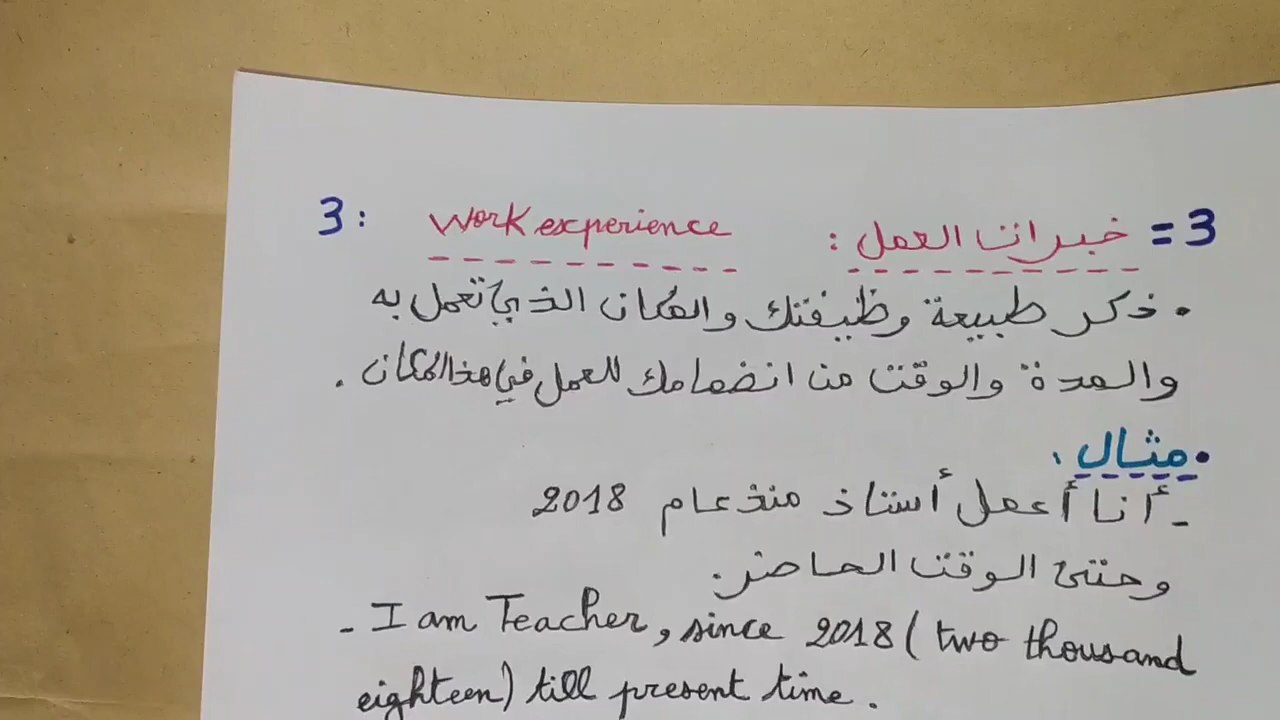 3: Work experience 3= خبرات العمل :
• ذكر طبيعة وظيفتك والمكان الذي تعمل به
والمدة والوقت من انضمامك للعمل في هذا المكان .
• مثال :
- أنا أعمل أستاذ منذ عام 2018
وحتى الوقت الحاضر.
- I am Teacher, since 2018 ( two thousand
eighteen) till present time .